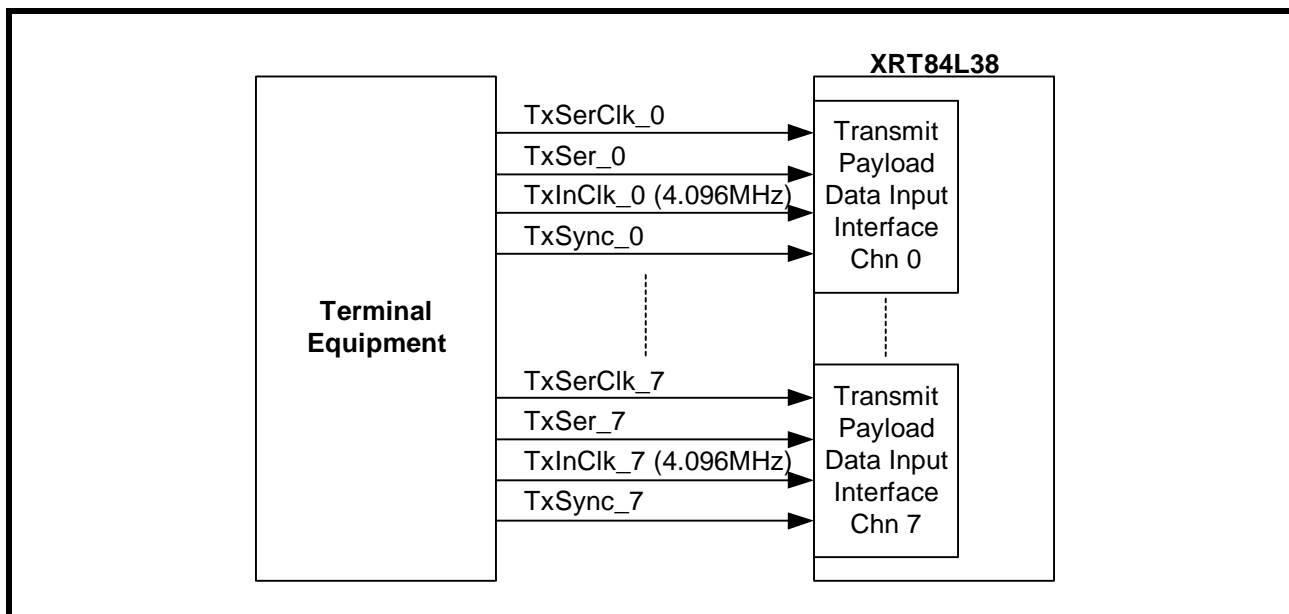 XRT84L38
Terminal
Equipment
TxSerClk_0
TxSer_0
TxInClk_0 (4.096MHz)
TxSync_0
Transmit
Payload
Data Input
Interface
Chn 0
TxSerClk_7
TxSer_7
TxInClk_7 (4.096MHz)
TxSync_7
Transmit
Payload
Data Input
Interface
Chn 7